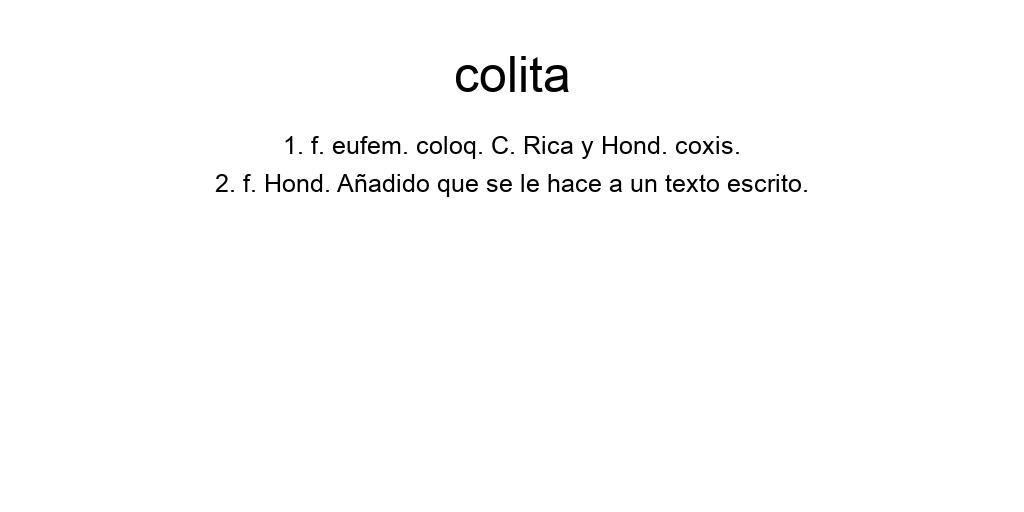 colita
1. f. eufem. coloq. C. Rica y Hond. coxis.
2. f. Hond. Añadido que se le hace a un texto escrito.